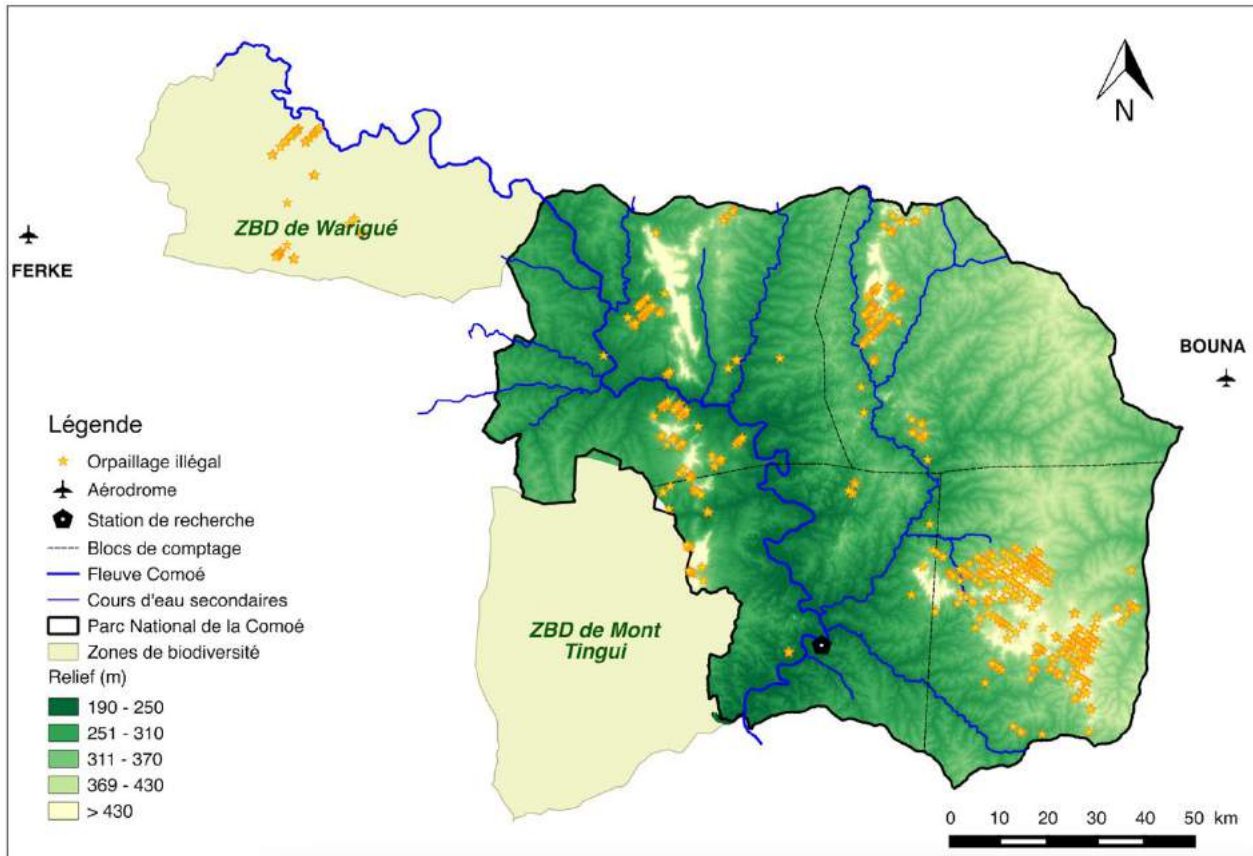 N
ZBD de Warigué
FERKE
BOUNA
Légende
Orpaillage illégal
Aérodrome
Station de recherche
Blocs de comptage
Fleuve Comoé
Cours d'eau secondaires
Parc National de la Comoé
Zones de biodiversité
Relief (m)
190 - 250
251 - 310
311 - 370
369 - 430
> 430
ZBD de Mont
Tingui
0 10 20 30 40 50 km